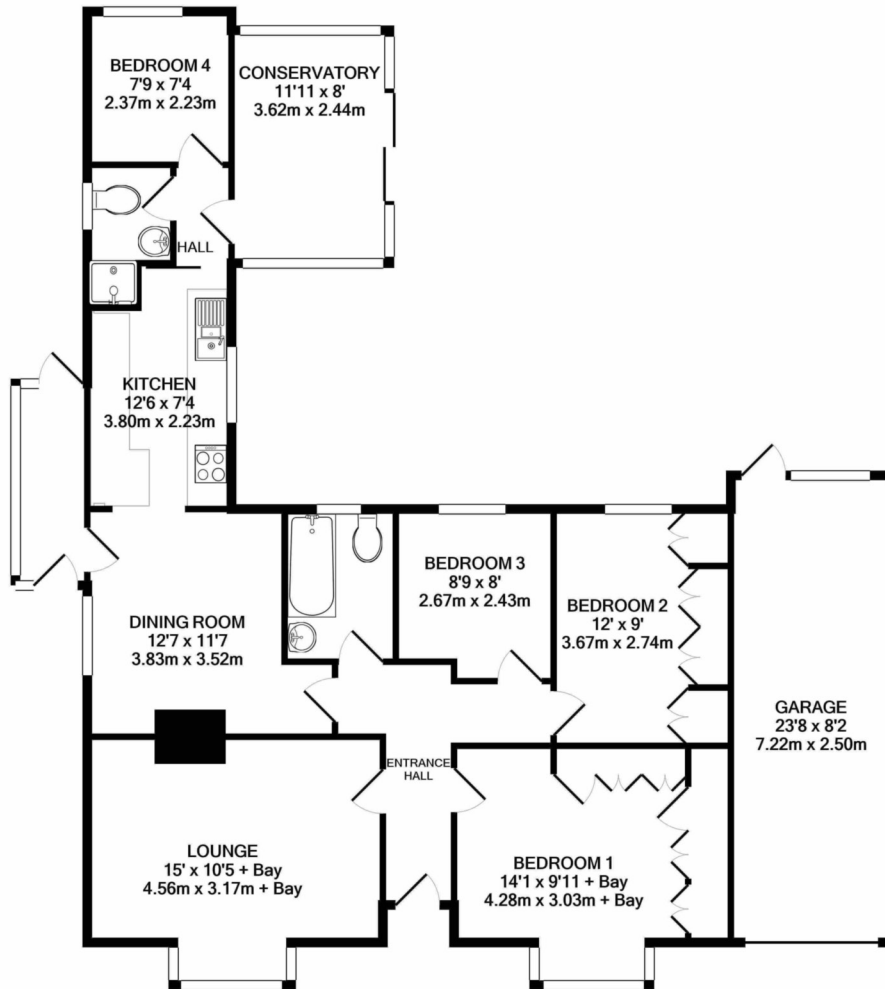 BEDROOM 4
7'9 x 7'4
2.37m x 2.23m
CONSERVATORY
11'11 x 8'
3.62m x 2.44m
HALL
KITCHEN
12'6 x 7'4
3.80m x 2.23m
DINING ROOM
12'7 x 11'7
3.83m x 3.52m
BEDROOM 3
8'9 x 8'
2.67m x 2.43m
BEDROOM 2
12' x 9'
3.67m x 2.74m
GARAGE
23'8 x 8'2
7.22m x 2.50m
ENTRANCE
HALL
LOUNGE
15' x 10'5 + Bay
4.56m x 3.17m + Bay
BEDROOM 1
14'1 x 9'11 + Bay
4.28m x 3.03m + Bay